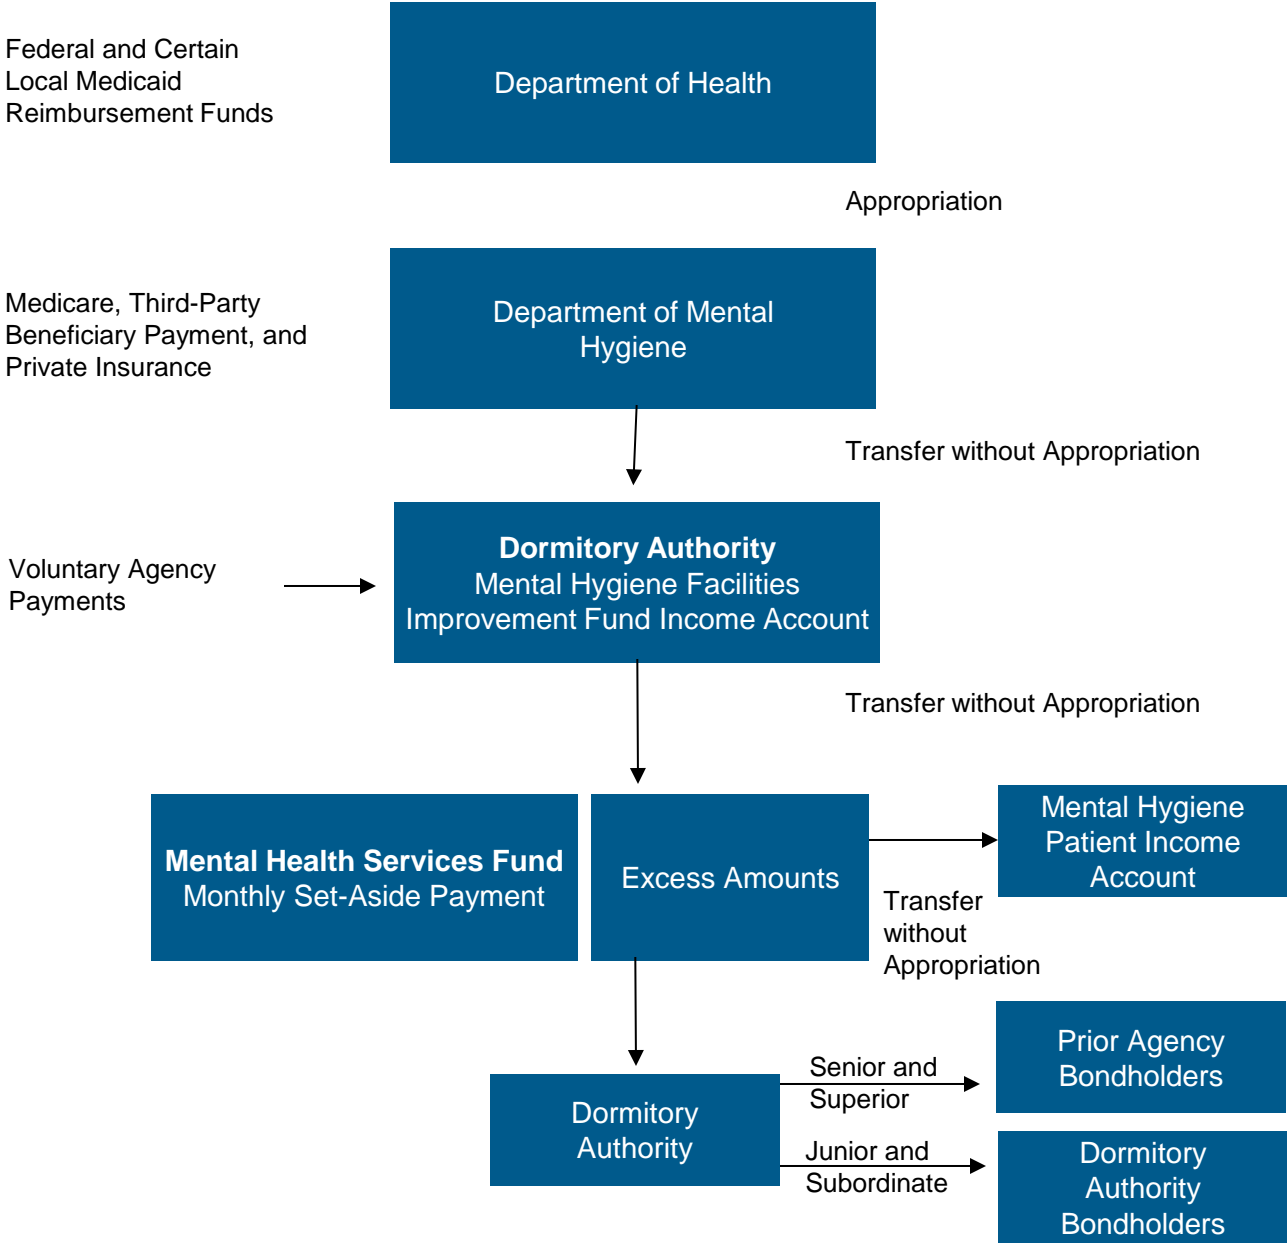 Federal and Certain
Local Medicaid
Reimbursement Funds
Department of Health
Appropriation
Medicare, Third-Party
Beneficiary Payment, and
Private Insurance
Department of Mental
Hygiene
Transfer without Appropriation
Voluntary Agency
Payments
Dormitory Authority
Mental Hygiene Facilities
Improvement Fund Income Account
Transfer without Appropriation
Mental Health Services Fund
Monthly Set-Aside Payment
Excess Amounts
Mental Hygiene
Patient Income
Account
Transfer
without
Appropriation
Dormitory
Authority
Senior and
Superior
Prior Agency
Bondholders
Junior and
Subordinate
Dormitory
Authority
Bondholders